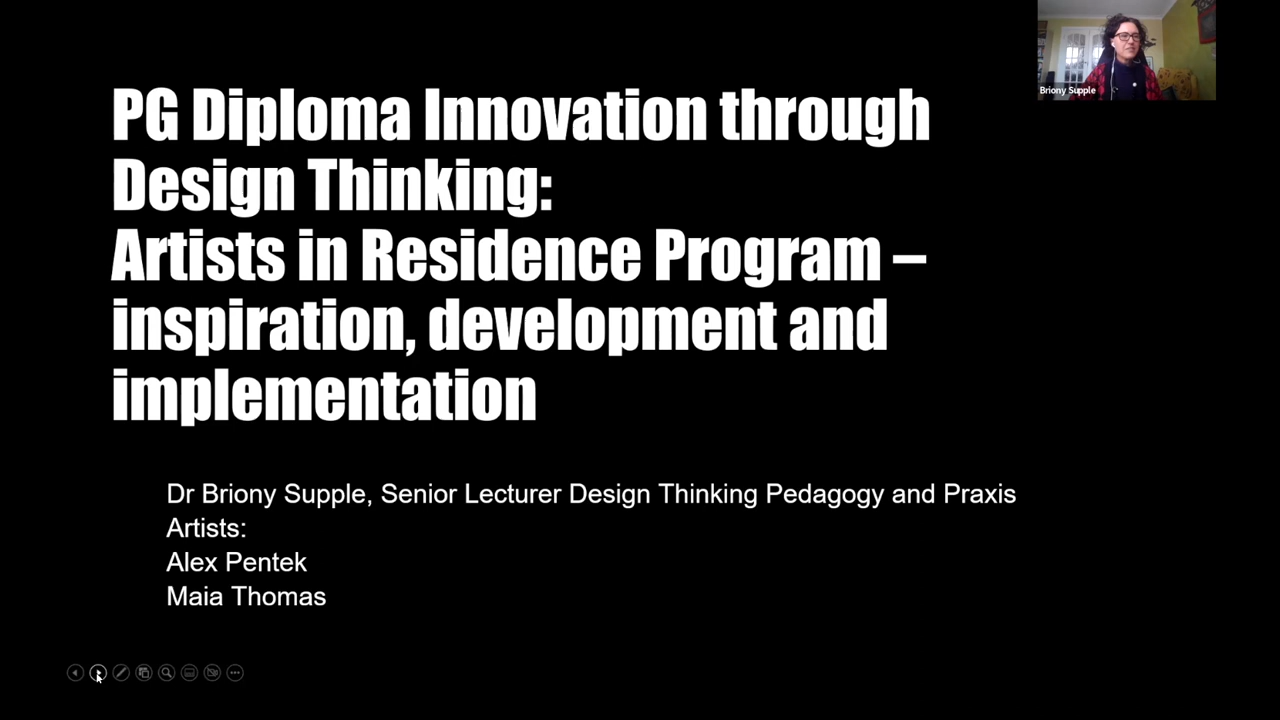 Briony Supple
PG Diploma Innovation through
Design Thinking:
Artists in Residence Program –
inspiration, development and
implementation
Dr Briony Supple, Senior Lecturer Design Thinking Pedagogy and Praxis
Artists:
Alex Pentek
Maia Thomas